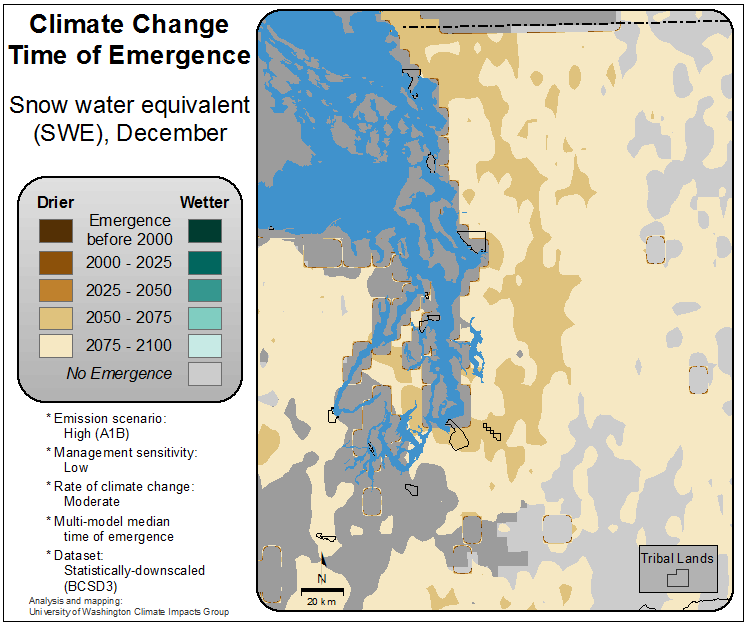 Climate Change
Time of Emergence
Snow water equivalent
(SWE), December
Drier
Wetter
Emergence
before 2000
2000 - 2025
2025 - 2050
2050 - 2075
2075 - 2100
No Emergence
* Emission scenario:
High (A1B)
* Management sensitivity:
Low
* Rate of climate change:
Moderate
* Multi-model median
time of emergence
* Dataset:
Statistically-downscaled
(BCSD3)
Analysis and mapping:
University of Washington Climate Impacts Group
N
20 km
Tribal Lands